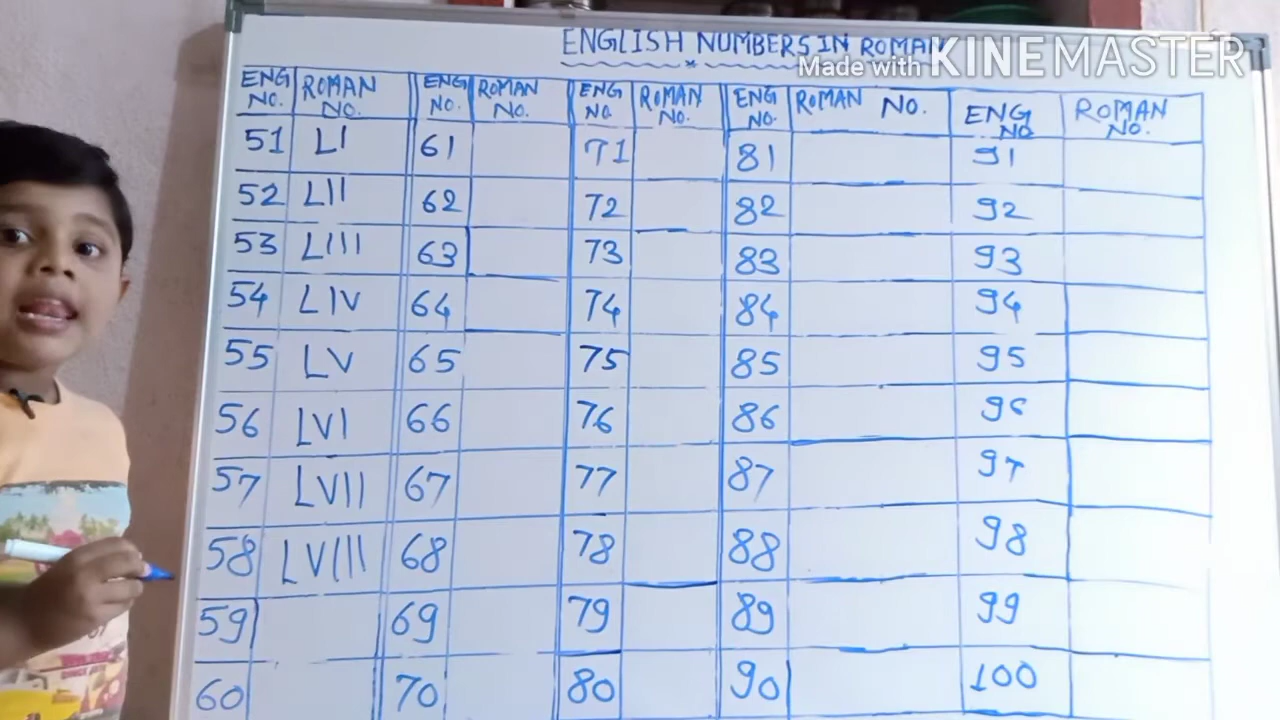 ENGLISH NUMBERS IN ROMAN
Made with KINEMASTER
ENG NO. ROMAN NO. ENG NO. ROMAN NO. ENG NO. ROMAN NO. ENG NO. ROMAN NO. ENG NO ROMAN NO.
51 LI 61 71 81 91
52 LII 62 72 82 92
53 LIII 63 73 83 93
54 LIV 64 74 84 94
55 LV 65 75 85 95
56 LVI 66 76 86 96
57 LVII 67 77 87 97
58 LVIII 68 78 88 98
59 69 79 89 99
60 70 80 90 100